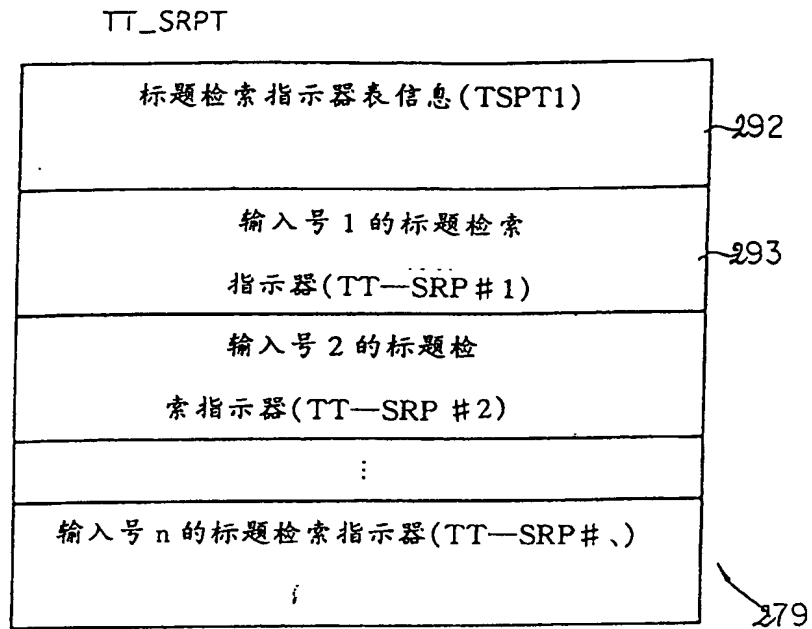 TT_SRPT
标题检索指示器表信息(TSPT1)
292
输入号1的标题检索
指示器(TT—SRP#1)
293
输入号2的标题检
索指示器(TT—SRP #2)
⋮
输入号n的标题检索指示器(TT—SRP#、)
279